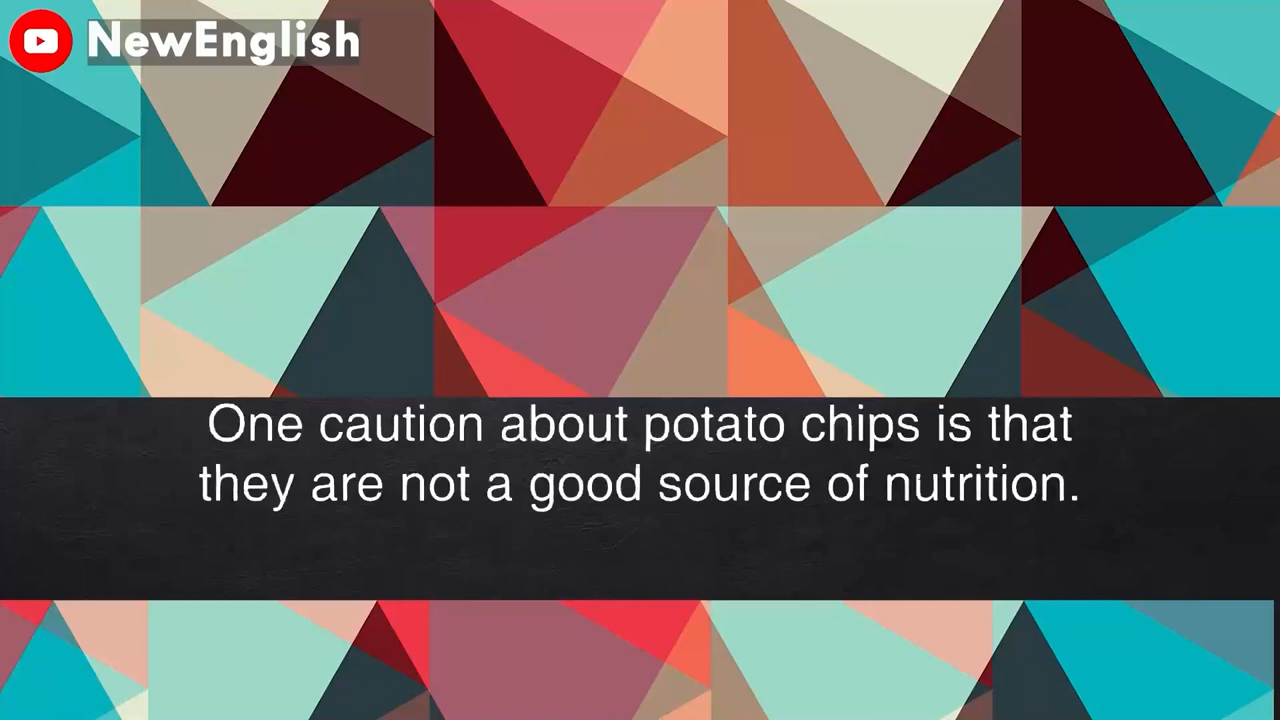 NewEnglish
One caution about potato chips is that
they are not a good source of nutrition.